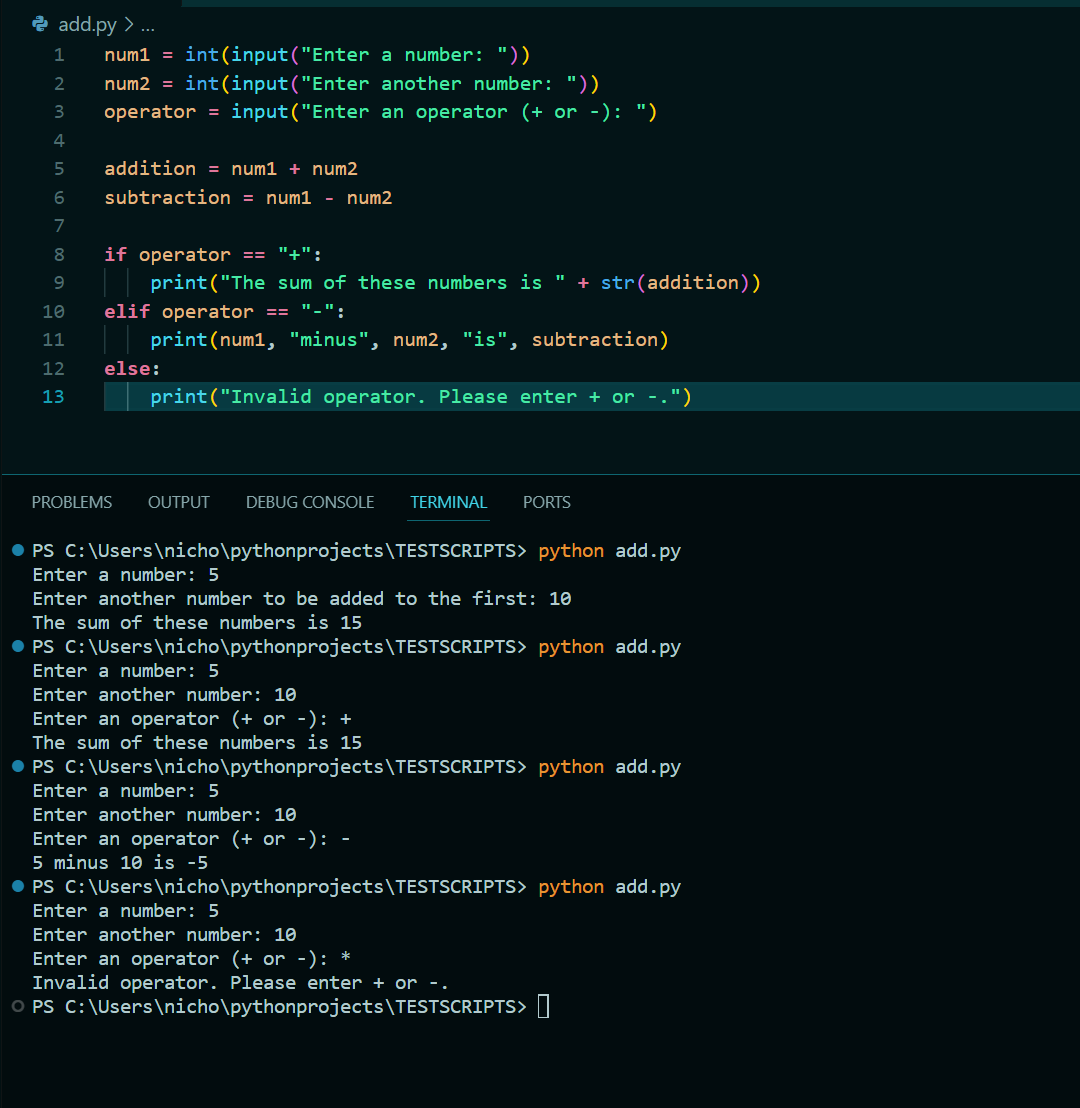 add.py > ...
1 num1 = int(input("Enter a number: "))
2 num2 = int(input("Enter another number: "))
3 operator = input("Enter an operator (+ or -): ")
4
5 addition = num1 + num2
6 subtraction = num1 - num2
7
8 if operator == "+":
9     print("The sum of these numbers is " + str(addition))
10 elif operator == "-":
11     print(num1, "minus", num2, "is", subtraction)
12 else:
13     print("Invalid operator. Please enter + or -.")
PROBLEMS OUTPUT DEBUG CONSOLE TERMINAL PORTS
PS C:\Users\nicho\pythonprojects\TESTSCRIPTS> python add.py
Enter a number: 5
Enter another number to be added to the first: 10
The sum of these numbers is 15
PS C:\Users\nicho\pythonprojects\TESTSCRIPTS> python add.py
Enter a number: 5
Enter another number: 10
Enter an operator (+ or -): +
The sum of these numbers is 15
PS C:\Users\nicho\pythonprojects\TESTSCRIPTS> python add.py
Enter a number: 5
Enter another number: 10
Enter an operator (+ or -): -
5 minus 10 is -5
PS C:\Users\nicho\pythonprojects\TESTSCRIPTS> python add.py
Enter a number: 5
Enter another number: 10
Enter an operator (+ or -): *
Invalid operator. Please enter + or -.
PS C:\Users\nicho\pythonprojects\TESTSCRIPTS>